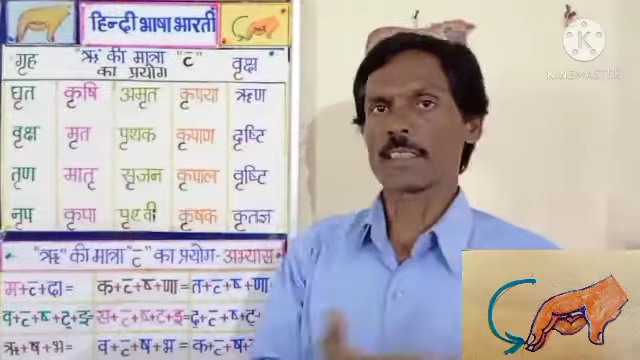 हिन्दी भाषा भारती
गृह "ऋ" की मात्रा "ृ" वृक्ष
का प्रयोग
घृत कृषि अमृत कृपया ऋण
वृक्ष मृत पृथक कृपाण दृष्टि
तृण मातृ सृजन कृपाल वृष्टि
नृप कृपा पृथ्वी कृषक कृतज्ञ
"ऋ" की मात्रा "ृ" का प्रयोग-अभ्यास
म+ृ+दा= क+ृ+ष+णा= त+ृ+ष+णा
ऋ+ष+भ= व+ृ+ष+भ
KINEMASTER